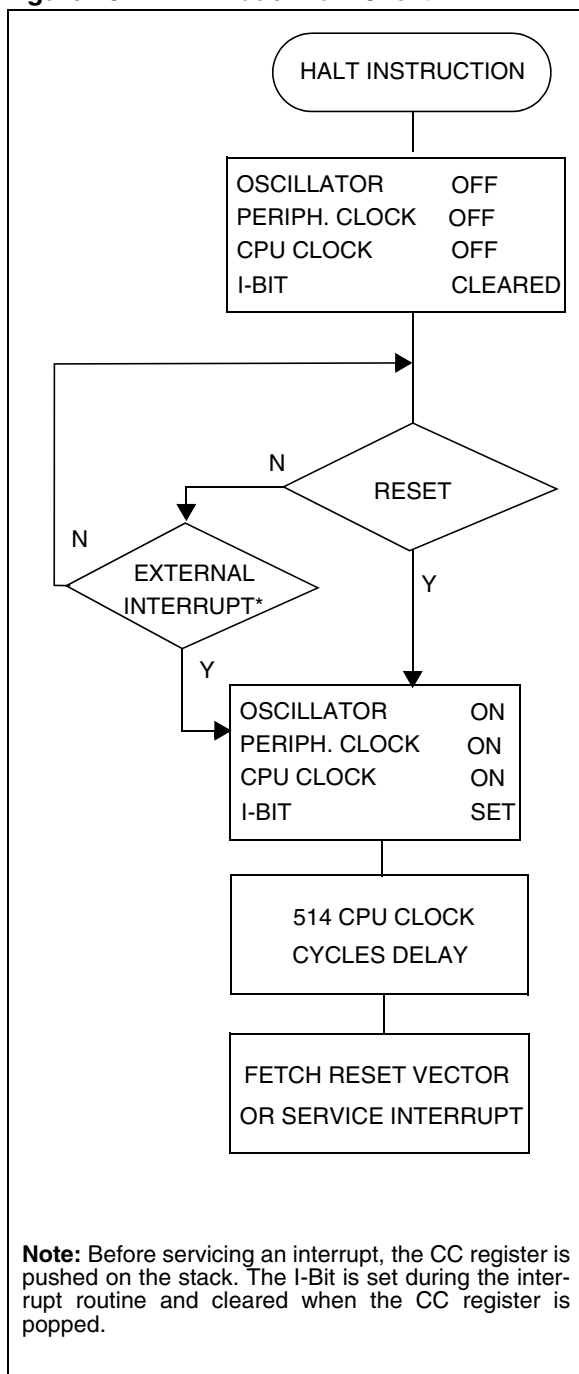 HALT INSTRUCTION
OSCILLATOR OFF
PERIPH. CLOCK OFF
CPU CLOCK OFF
I-BIT CLEARED
N
RESET
N
EXTERNAL
INTERRUPT*
Y
Y
OSCILLATOR ON
PERIPH. CLOCK ON
CPU CLOCK ON
I-BIT SET
514 CPU CLOCK
CYCLES DELAY
FETCH RESET VECTOR
OR SERVICE INTERRUPT
Note: Before servicing an interrupt, the CC register is
pushed on the stack. The I-Bit is set during the inter-
rupt routine and cleared when the CC register is
popped.